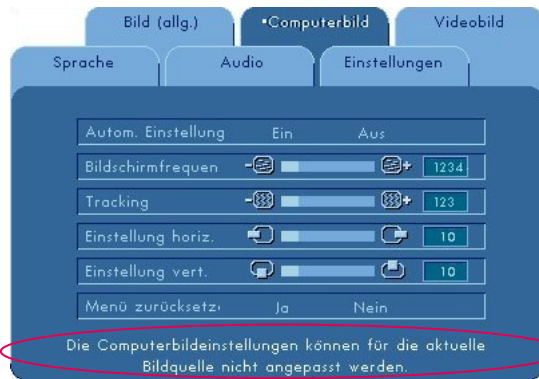 Bild (allg.) •Computerbild Videobild
Sprache Audio Einstellungen
Autom. Einstellung Ein Aus
Bildschirmfrequen - + 1234
Tracking - + 123
Einstellung horiz. 10
Einstellung vert. 10
Menü zurücksetz Ja Nein
Die Computerbildeinstellungen können für die aktuelle
Bildquelle nicht angepasst werden.